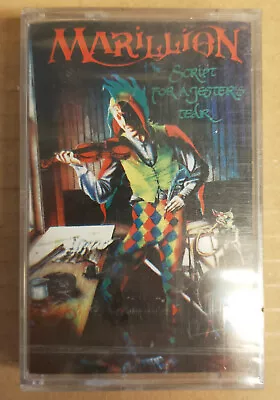 MARILLION
SCRIPT
FOR A JESTER'S
TEAR